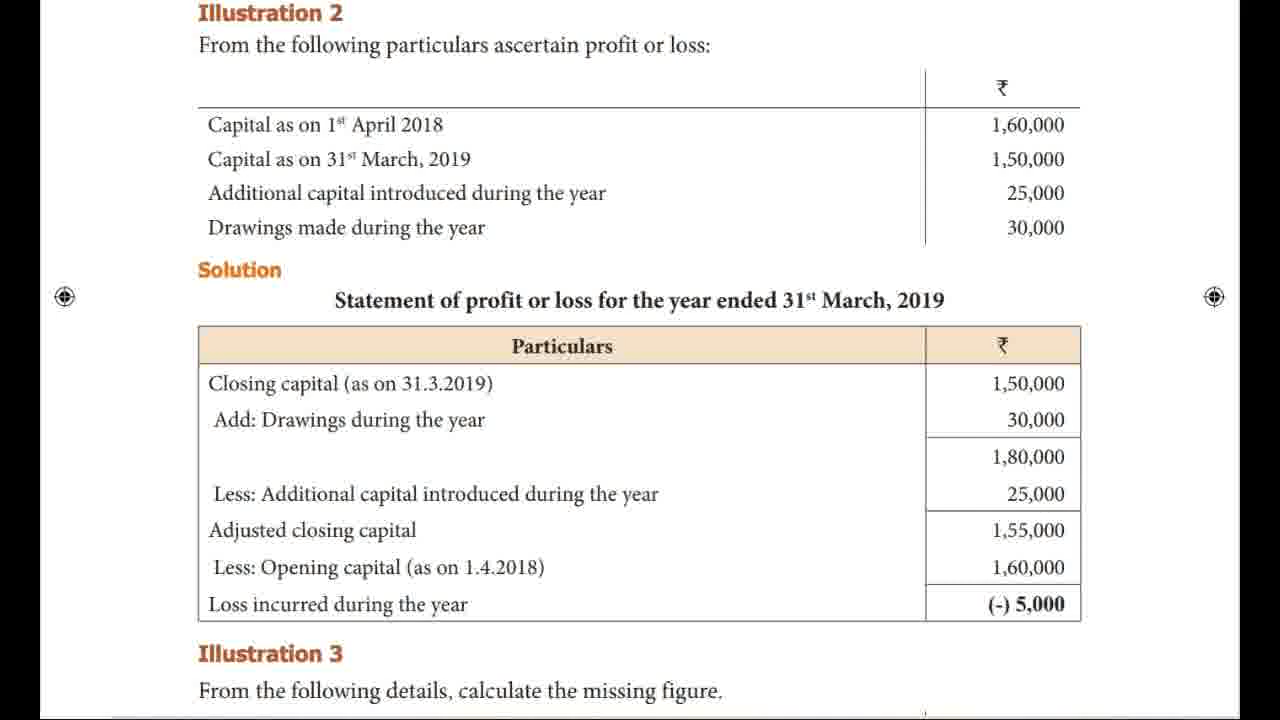 Illustration 2
From the following particulars ascertain profit or loss:
₹
Capital as on 1st April 2018 1,60,000
Capital as on 31st March, 2019 1,50,000
Additional capital introduced during the year 25,000
Drawings made during the year 30,000
Solution
Statement of profit or loss for the year ended 31st March, 2019
Particulars ₹
Closing capital (as on 31.3.2019) 1,50,000
Add: Drawings during the year 30,000
1,80,000
Less: Additional capital introduced during the year 25,000
Adjusted closing capital 1,55,000
Less: Opening capital (as on 1.4.2018) 1,60,000
Loss incurred during the year (-) 5,000
Illustration 3
From the following details, calculate the missing figure.